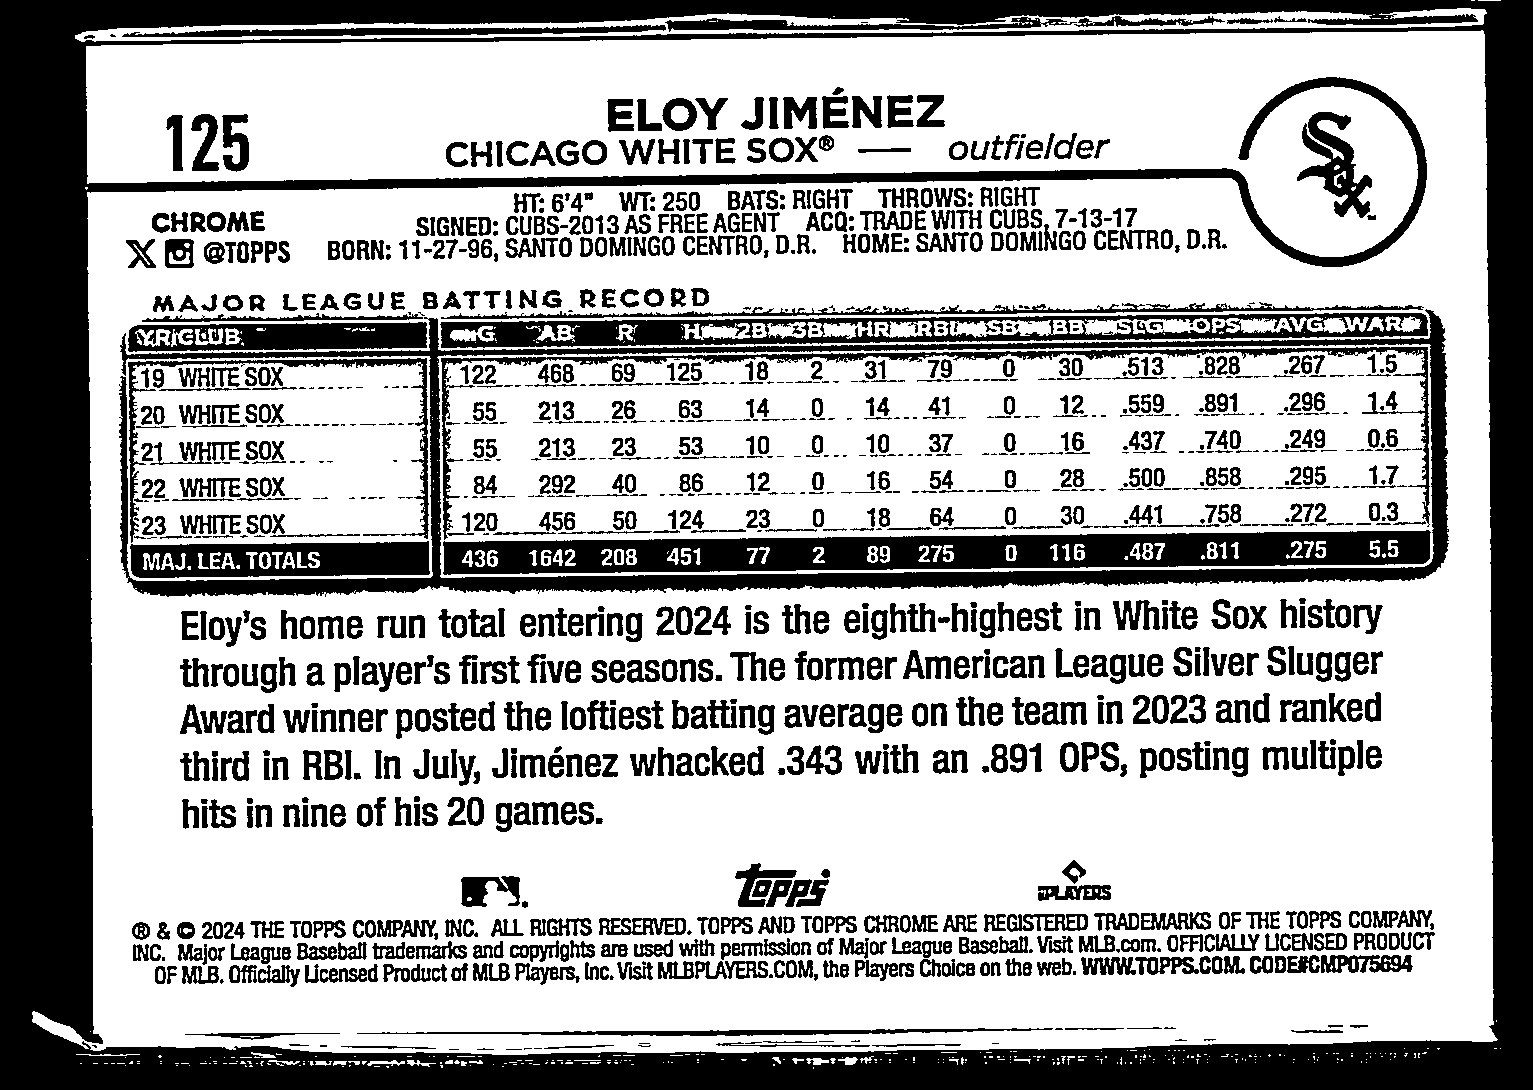 125
ELOY JIMÉNEZ
CHICAGO WHITE SOX® — outfielder
Sox
HT: 6'4" WT: 250 BATS: RIGHT THROWS: RIGHT
CHROME
SIGNED: CUBS-2013 AS FREE AGENT ACQ: TRADE WITH CUBS, 7-13-17
@TOPPS BORN: 11-27-96, SANTO DOMINGO CENTRO, D.R. HOME: SANTO DOMINGO CENTRO, D.R.
MAJOR LEAGUE BATTING RECORD
YR CLUB G AB R H 2B 3B HR RBI SB BB SLG OPS AVG WAR
19 WHITE SOX 122 468 69 125 18 2 31 79 0 30 .513 .828 .267 1.5
20 WHITE SOX 55 213 26 63 14 0 14 41 0 12 .559 .891 .296 1.4
21 WHITE SOX 55 213 23 53 10 0 10 37 0 16 .437 .740 .249 0.6
22 WHITE SOX 84 292 40 86 12 0 16 54 0 28 .500 .858 .295 1.7
23 WHITE SOX 120 456 50 124 23 0 18 64 0 30 .441 .758 .272 0.3
MAJ. LEA. TOTALS 436 1642 208 451 77 2 89 275 0 116 .487 .811 .275 5.5
Eloy's home run total entering 2024 is the eighth-highest in White Sox history
through a player's first five seasons. The former American League Silver Slugger
Award winner posted the loftiest batting average on the team in 2023 and ranked
third in RBI. In July, Jiménez whacked .343 with an .891 OPS, posting multiple
hits in nine of his 20 games.
topps PLAYERS
® & © 2024 THE TOPPS COMPANY, INC. ALL RIGHTS RESERVED. TOPPS AND TOPPS CHROME ARE REGISTERED TRADEMARKS OF THE TOPPS COMPANY,
INC. Major League Baseball trademarks and copyrights are used with permission of Major League Baseball. Visit MLB.com. OFFICIALLY LICENSED PRODUCT
OF MLB. Officially Licensed Product of MLB Players, Inc. Visit MLBPLAYERS.COM, the Players Choice on the web. WWW.TOPPS.COM. CODE#CMP075694